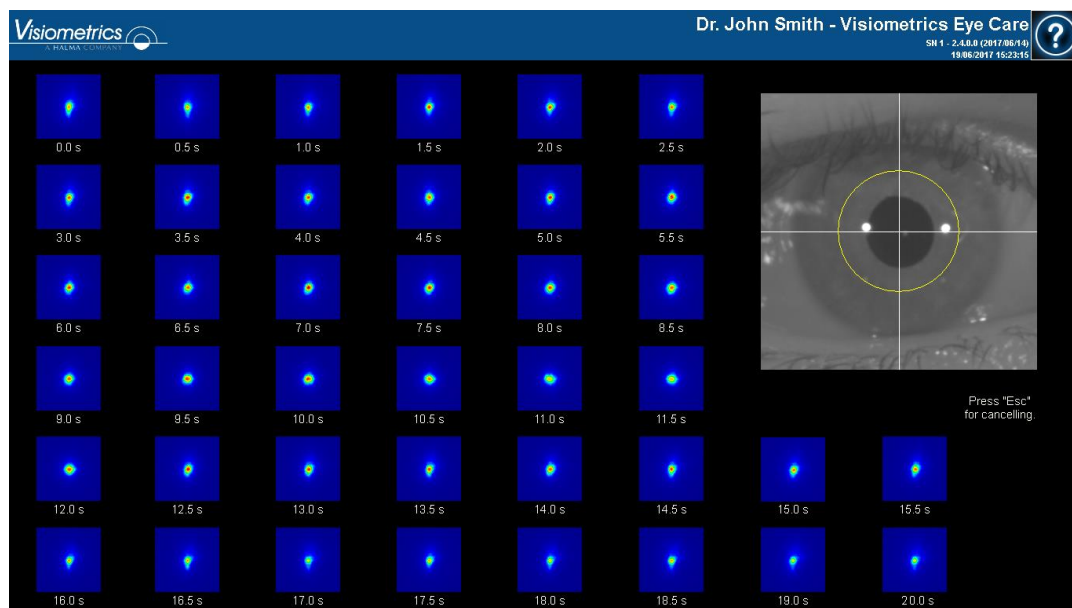 Visiometrics
A HALMA COMPANY
Dr. John Smith - Visiometrics Eye Care
SN 1 - 2.4.0.0 (2017/06/14)
19/06/2017 15:23:15
?
0.0 s 0.5 s 1.0 s 1.5 s 2.0 s 2.5 s
3.0 s 3.5 s 4.0 s 4.5 s 5.0 s 5.5 s
6.0 s 6.5 s 7.0 s 7.5 s 8.0 s 8.5 s
9.0 s 9.5 s 10.0 s 10.5 s 11.0 s 11.5 s
Press "Esc"
for cancelling.
12.0 s 12.5 s 13.0 s 13.5 s 14.0 s 14.5 s 15.0 s 15.5 s
16.0 s 16.5 s 17.0 s 17.5 s 18.0 s 18.5 s 19.0 s 20.0 s